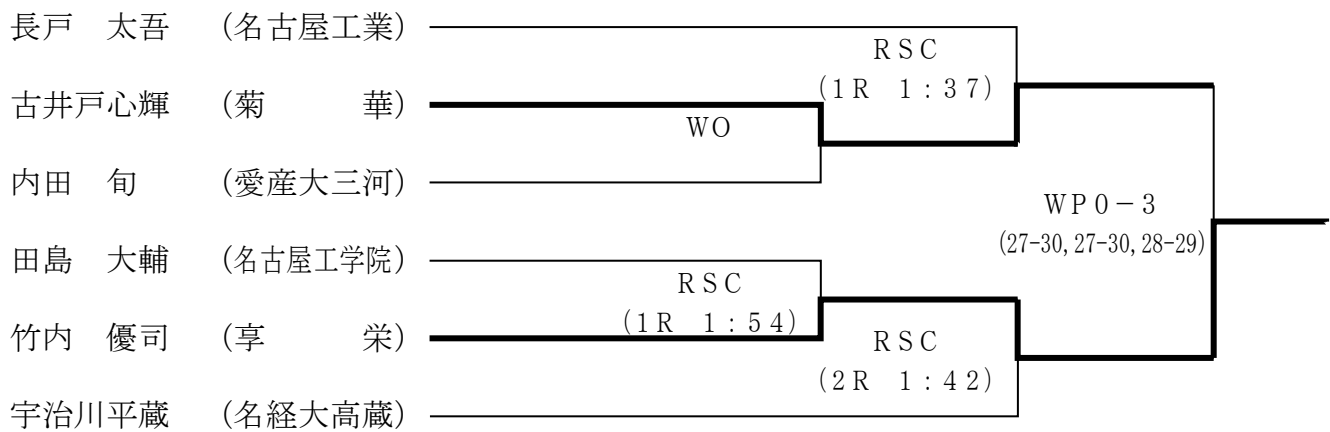 長戸 太吾 (名古屋工業)
RSC
(1R 1:37)
古井戸心輝 (菊 華)
WO
内田 旬 (愛産大三河)
WP0-3
(27-30,27-30,28-29)
田島 大輔 (名古屋工学院)
RSC
(1R 1:54)
竹内 優司 (享 栄)
RSC
(2R 1:42)
宇治川平蔵 (名経大高蔵)